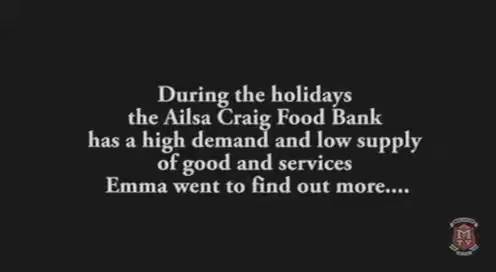 During the holidays
the Ailsa Craig Food Bank
has a high demand and low supply
of good and services
Emma went to find out more....
MTV